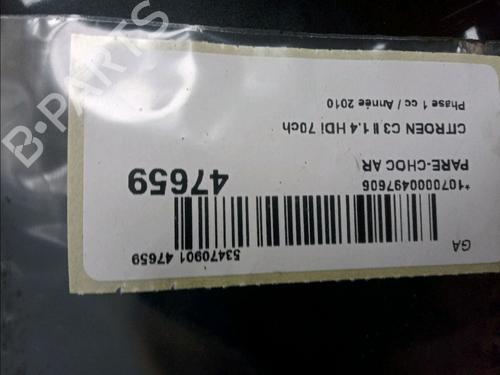 GA
53470901 47659
*1070000497606
47659
PARE-CHOC AR
CITROEN C3 II 1.4 HDi 70ch
Phase 1 cc / Année 2010
B-PARTS